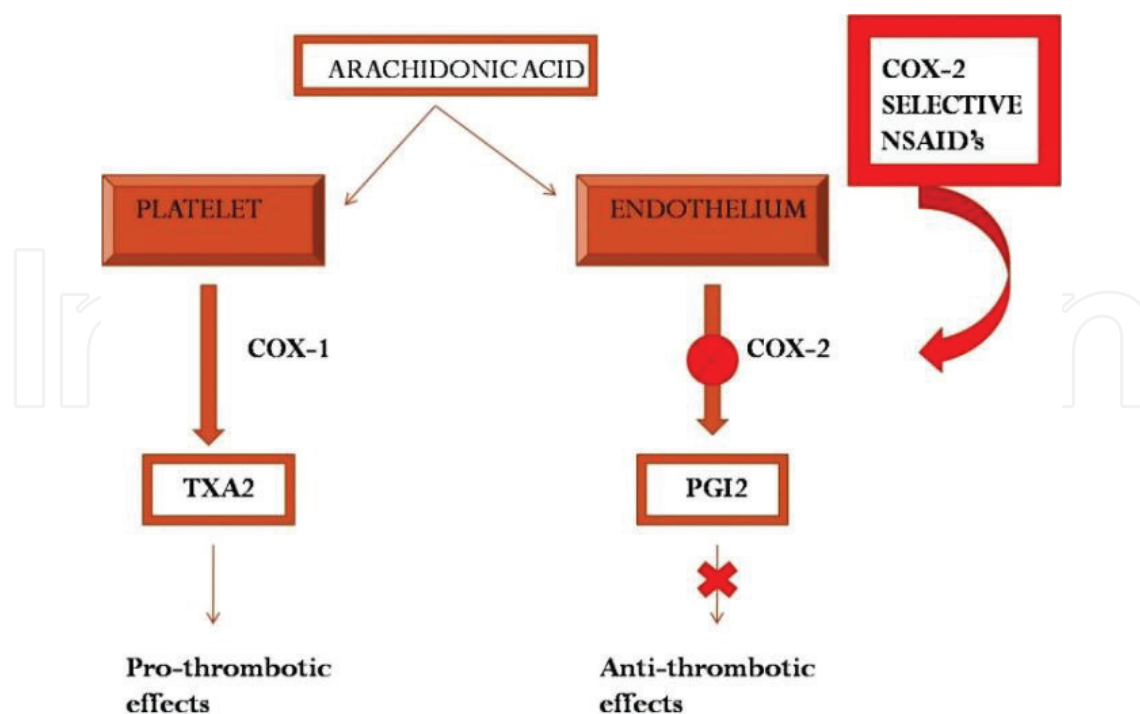 ARACHIDONIC ACID
COX-2
SELECTIVE
NSAID's
PLATELET
ENDOTHELIUM
COX-1
COX-2
TXA2
PGI2
Pro-thrombotic
effects
Anti-thrombotic
effects